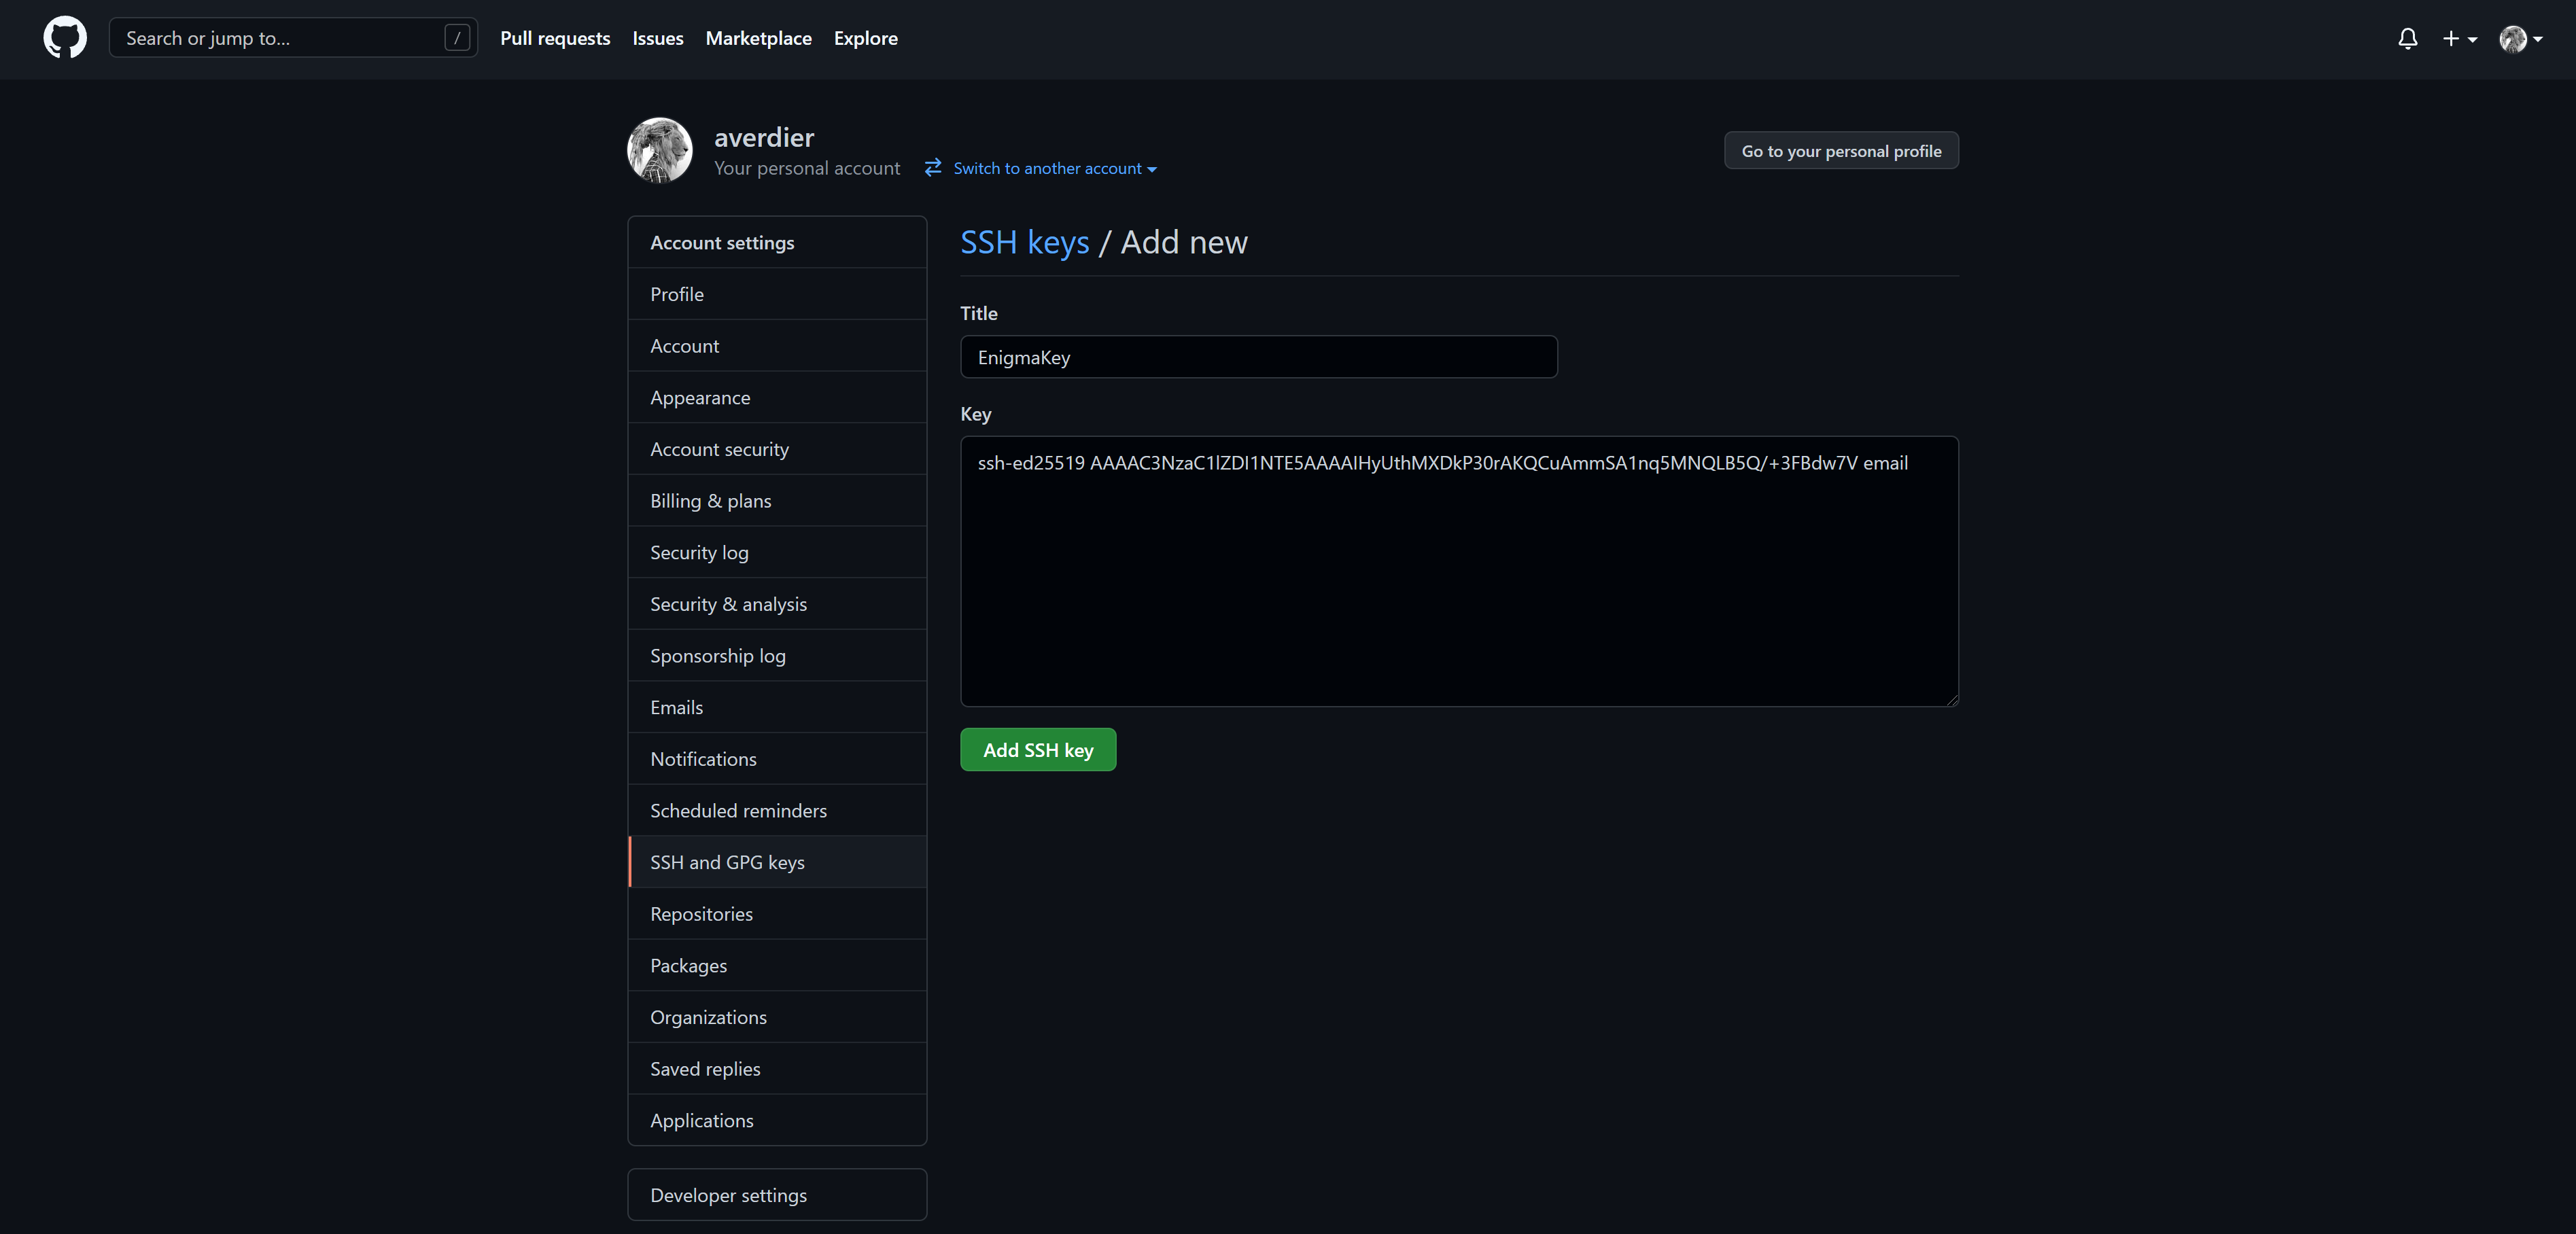 Search or jump to... /
Pull requests Issues Marketplace Explore
averdier
Your personal account Switch to another account
Go to your personal profile
Account settings
Profile
Account
Appearance
Account security
Billing & plans
Security log
Security & analysis
Sponsorship log
Emails
Notifications
Scheduled reminders
SSH and GPG keys
Repositories
Packages
Organizations
Saved replies
Applications
Developer settings
SSH keys / Add new
Title
EnigmaKey
Key
ssh-ed25519 AAAAC3NzaC1lZDI1NTE5AAAAIHyUthMXDkP30rAKQCuAmmSA1nq5MNQLB5Q/+3FBdw7V email
Add SSH key